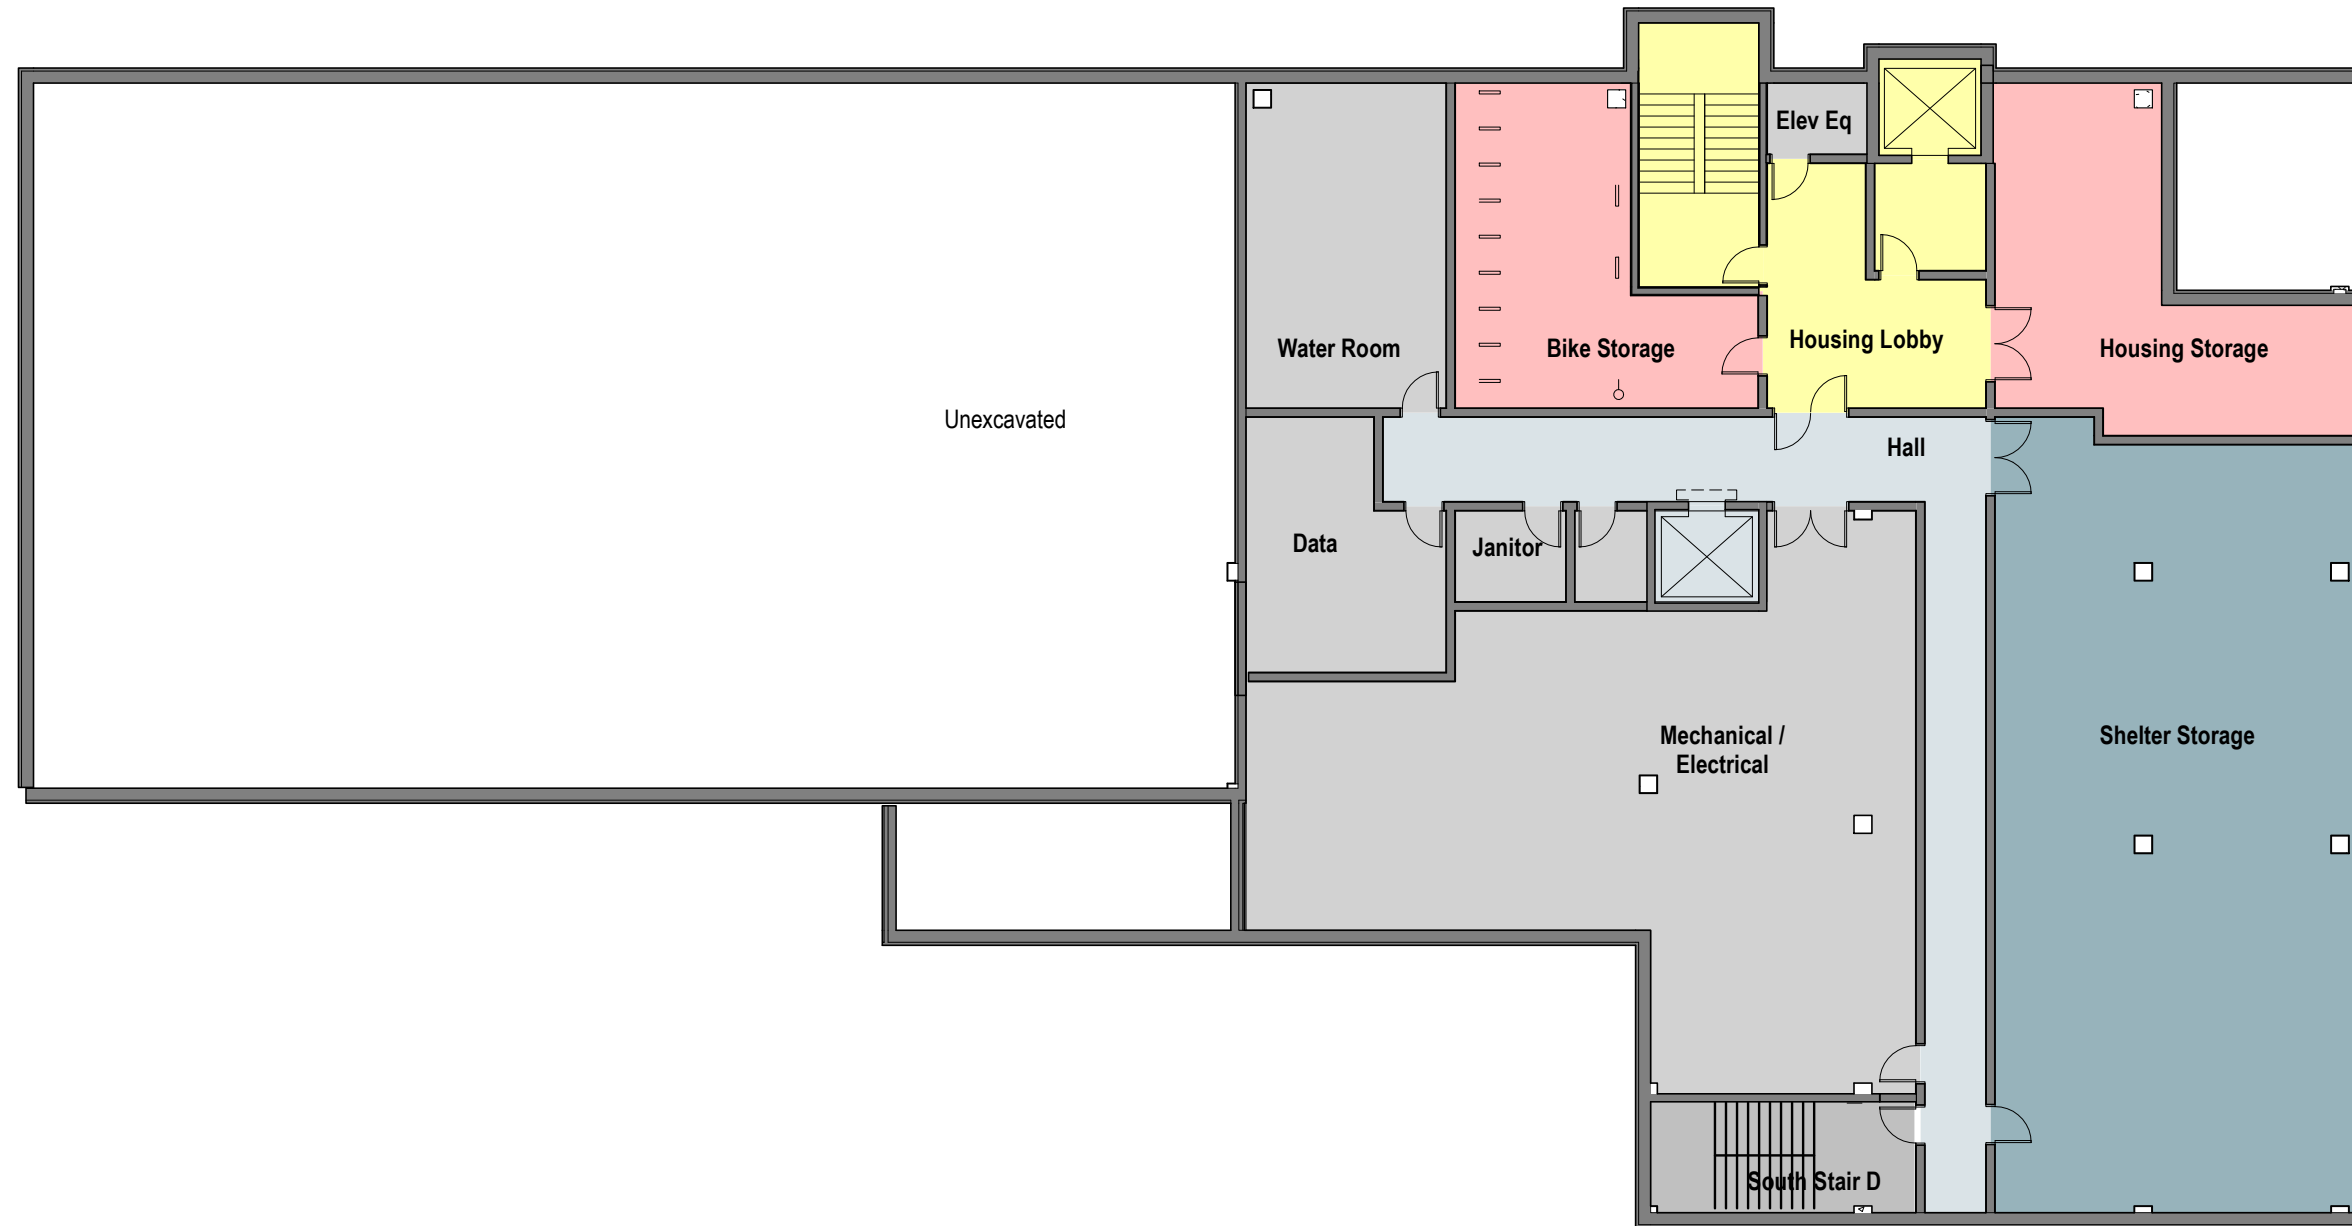 Elev Eq
Water Room
Bike Storage
Housing Lobby
Housing Storage
Unexcavated
Hall
Data
Janitor
Mechanical /
Electrical
Shelter Storage
South Stair D